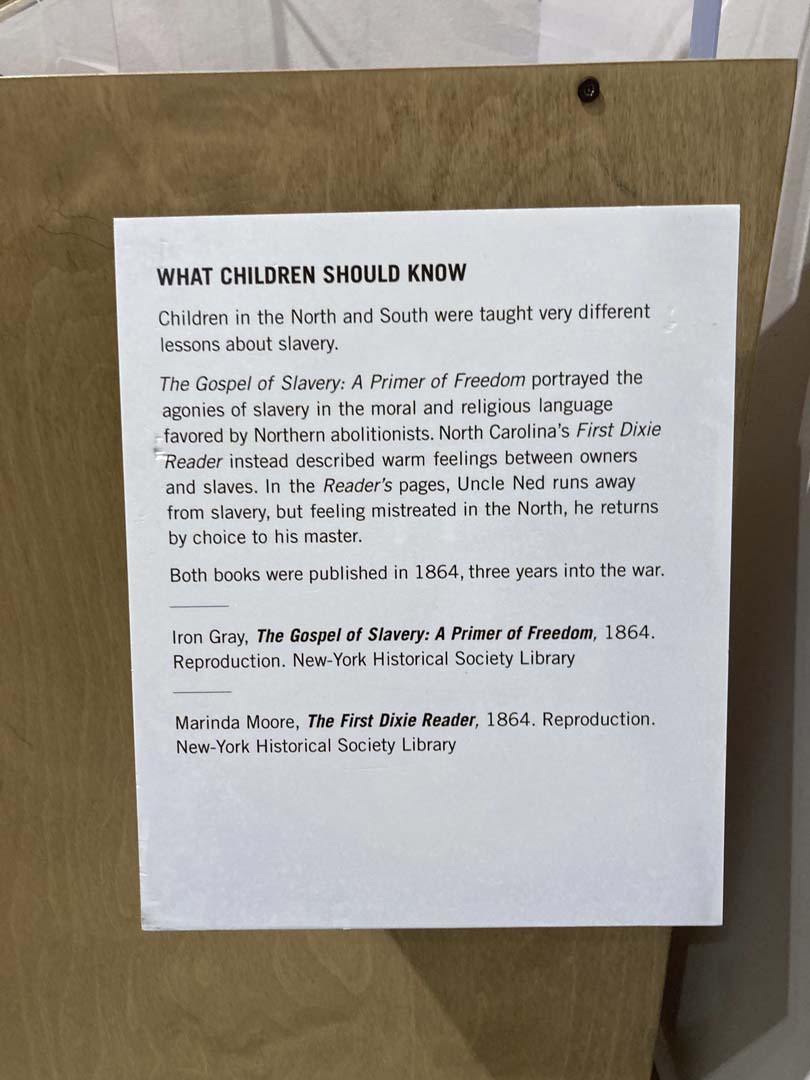 WHAT CHILDREN SHOULD KNOW
Children in the North and South were taught very different
lessons about slavery.
The Gospel of Slavery: A Primer of Freedom portrayed the
agonies of slavery in the moral and religious language
favored by Northern abolitionists. North Carolina’s First Dixie
Reader instead described warm feelings between owners
and slaves. In the Reader’s pages, Uncle Ned runs away
from slavery, but feeling mistreated in the North, he returns
by choice to his master.
Both books were published in 1864, three years into the war.
Iron Gray, The Gospel of Slavery: A Primer of Freedom, 1864.
Reproduction. New-York Historical Society Library
Marinda Moore, The First Dixie Reader, 1864. Reproduction.
New-York Historical Society Library